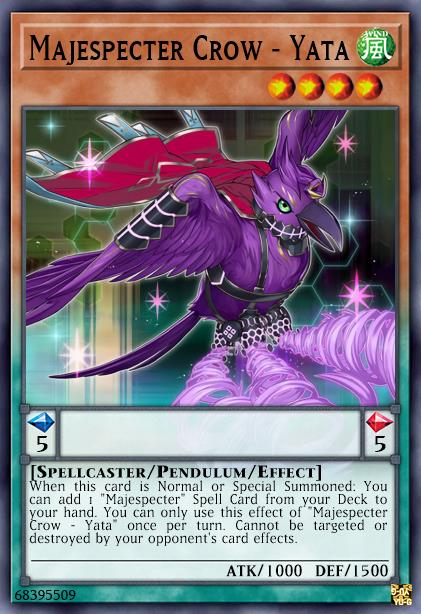 Majespecter Crow - Yata
WIND
風
5
5
[Spellcaster/Pendulum/Effect]
When this card is Normal or Special Summoned: You
can add 1 "Majespecter" Spell Card from your Deck to
your hand. You can only use this effect of "Majespecter
Crow - Yata" once per turn. Cannot be targeted or
destroyed by your opponent's card effects.
ATK/1000 DEF/1500
68395509